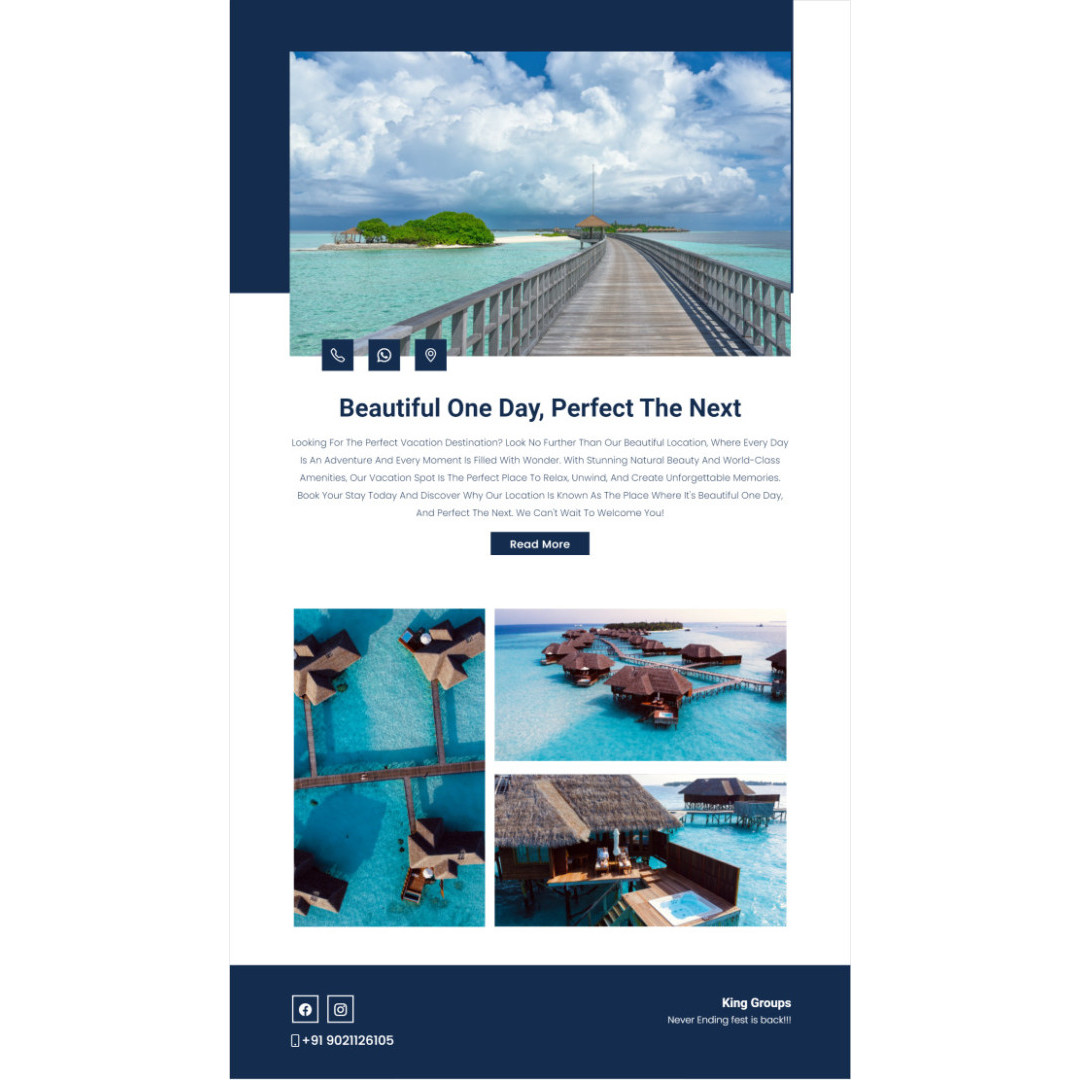 Beautiful One Day, Perfect The Next
Looking For The Perfect Vacation Destination? Look No Further Than Our Beautiful Location, Where Every Day
Is An Adventure And Every Moment Is Filled With Wonder. With Stunning Natural Beauty And World-Class
Amenities, Our Vacation Spot Is The Perfect Place To Relax, Unwind, And Create Unforgettable Memories.
Book Your Stay Today And Discover Why Our Location Is Known As The Place Where It's Beautiful One Day,
And Perfect The Next. We Can't Wait To Welcome You!
Read More
King Groups
Never Ending fest is back!!!
+91 9021126105